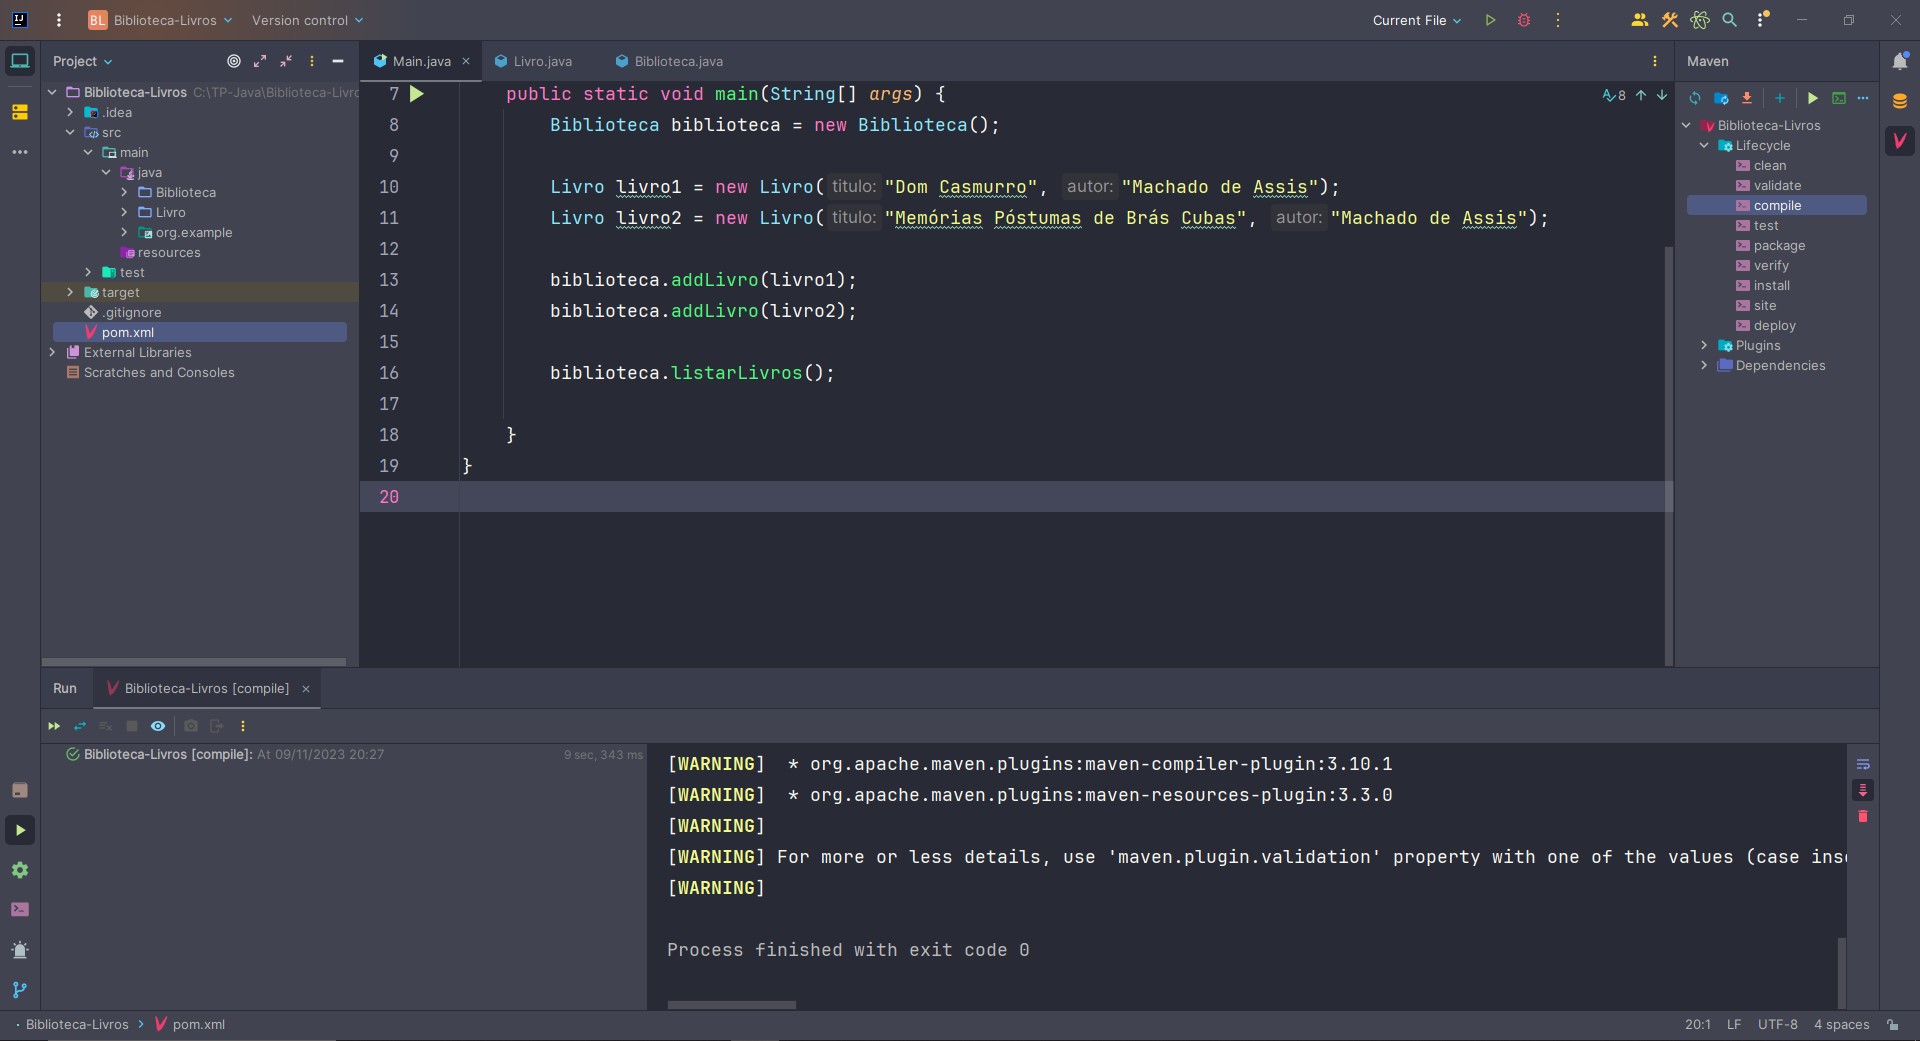 BL Biblioteca-Livros Version control Current File
Project
Biblioteca-Livros C:\TP-Java\Biblioteca-Livro
.idea
src
main
java
Biblioteca
Livro
org.example
resources
test
target
.gitignore
pom.xml
External Libraries
Scratches and Consoles
Main.java Livro.java Biblioteca.java
8
7 public static void main(String[] args) {
8 Biblioteca biblioteca = new Biblioteca();
9
10 Livro livro1 = new Livro( titulo: "Dom Casmurro", autor: "Machado de Assis");
11 Livro livro2 = new Livro( titulo: "Memórias Póstumas de Brás Cubas", autor: "Machado de Assis");
12
13 biblioteca.addLivro(livro1);
14 biblioteca.addLivro(livro2);
15
16 biblioteca.listarLivros();
17
18 }
19 }
20
Maven
Biblioteca-Livros
Lifecycle
clean
validate
compile
test
package
verify
install
site
deploy
Plugins
Dependencies
Run Biblioteca-Livros [compile]
Biblioteca-Livros [compile]: At 09/11/2023 20:27 9 sec, 343 ms
[WARNING] * org.apache.maven.plugins:maven-compiler-plugin:3.10.1
[WARNING] * org.apache.maven.plugins:maven-resources-plugin:3.3.0
[WARNING]
[WARNING] For more or less details, use 'maven.plugin.validation' property with one of the values (case ins
[WARNING]
Process finished with exit code 0
Biblioteca-Livros pom.xml 20:1 LF UTF-8 4 spaces